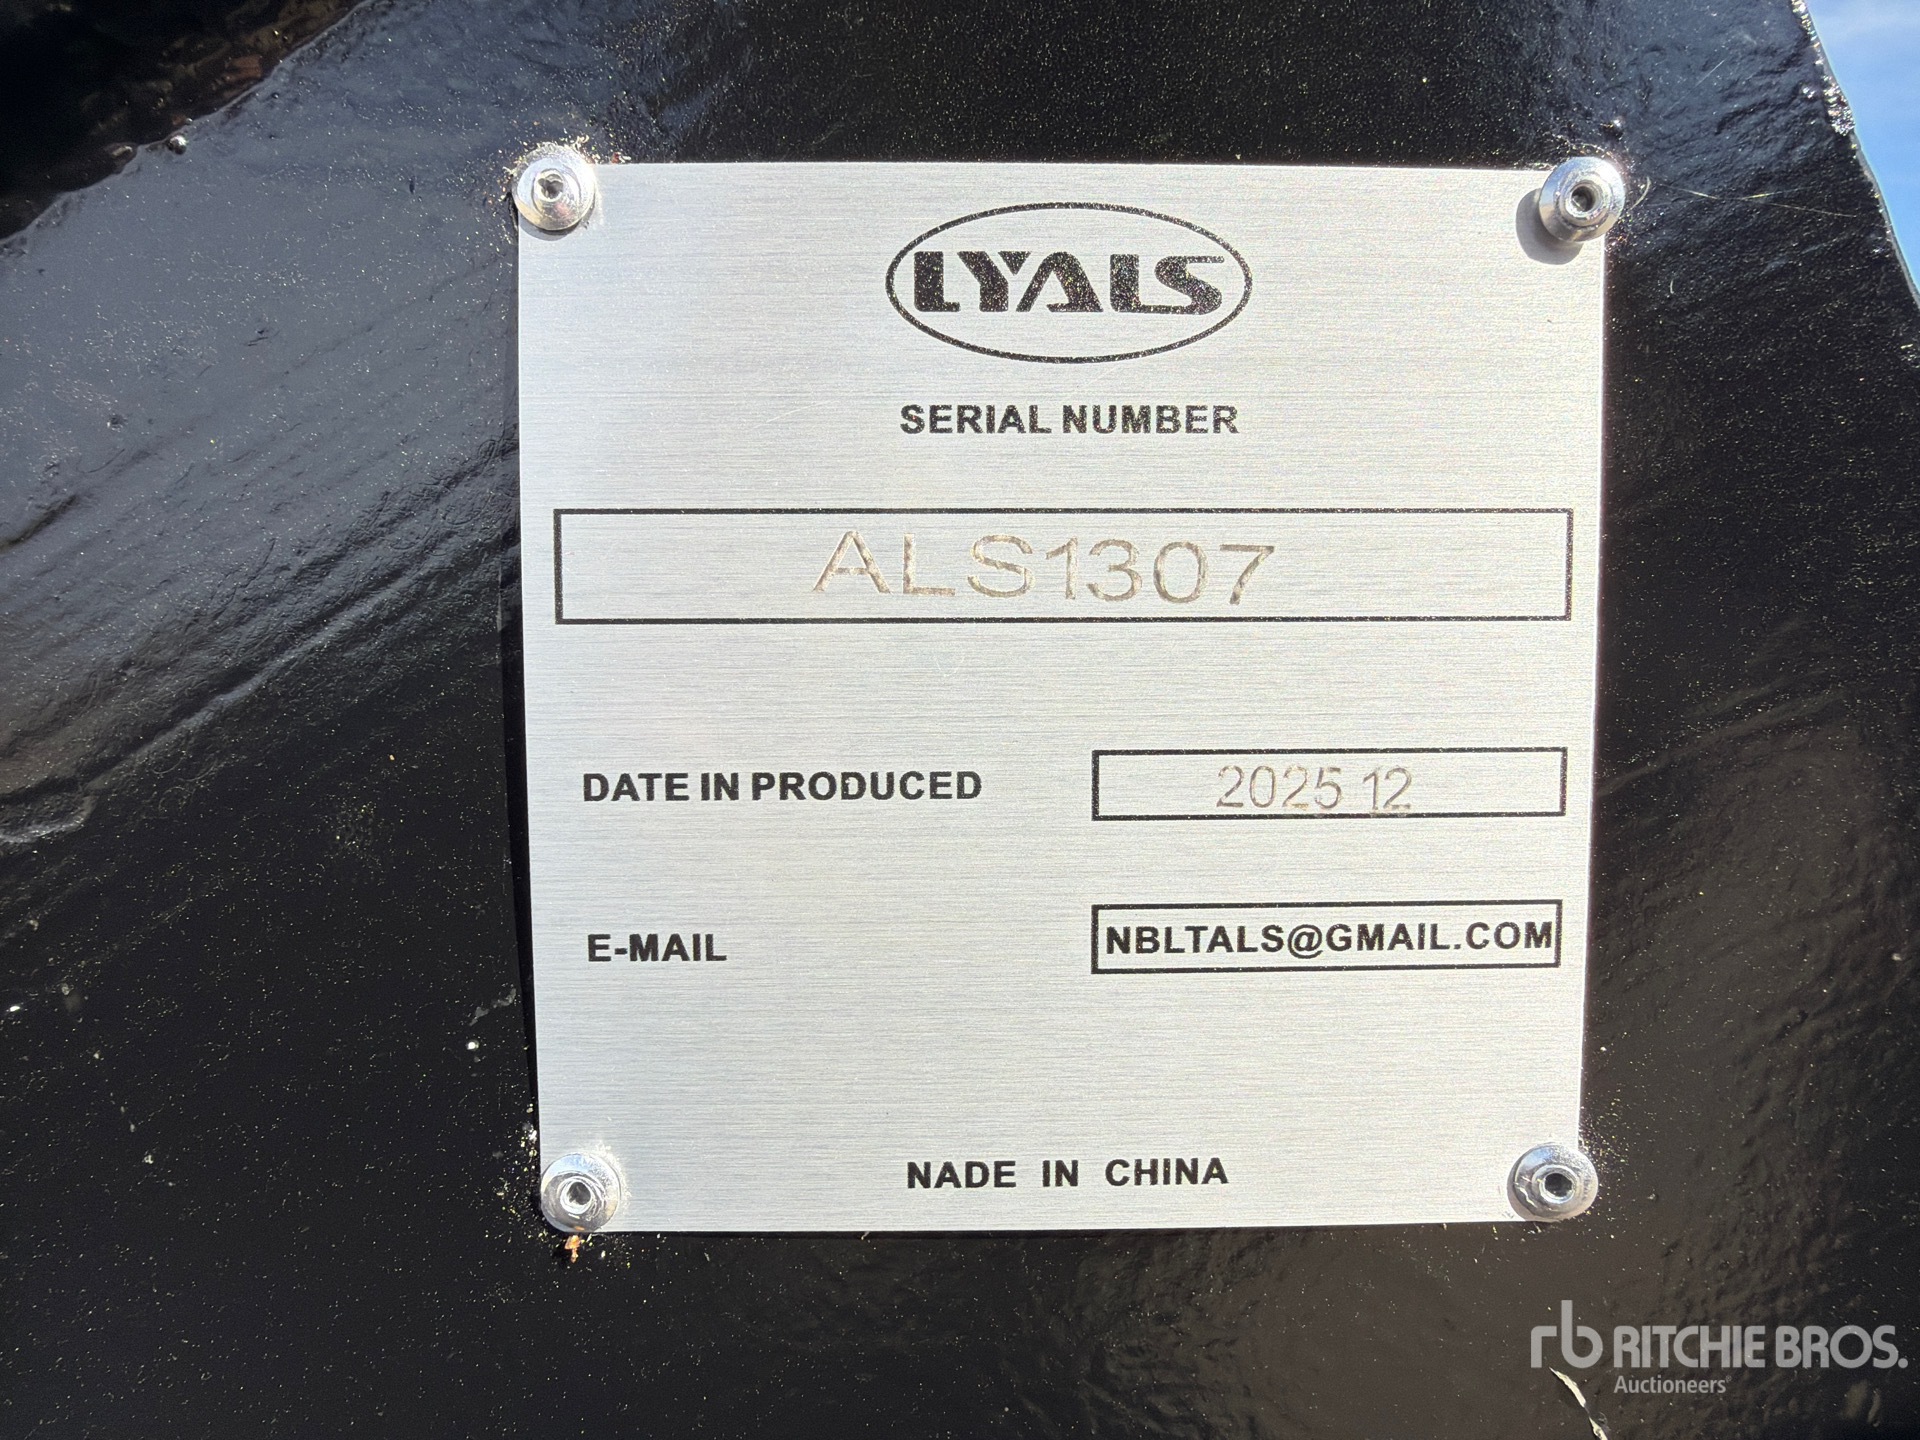 LYALS
SERIAL NUMBER
ALS1307
DATE IN PRODUCED 2025 12
E-MAIL NBLTALS@GMAIL.COM
NADE IN CHINA
rb RITCHIE BROS.
Auctioneers